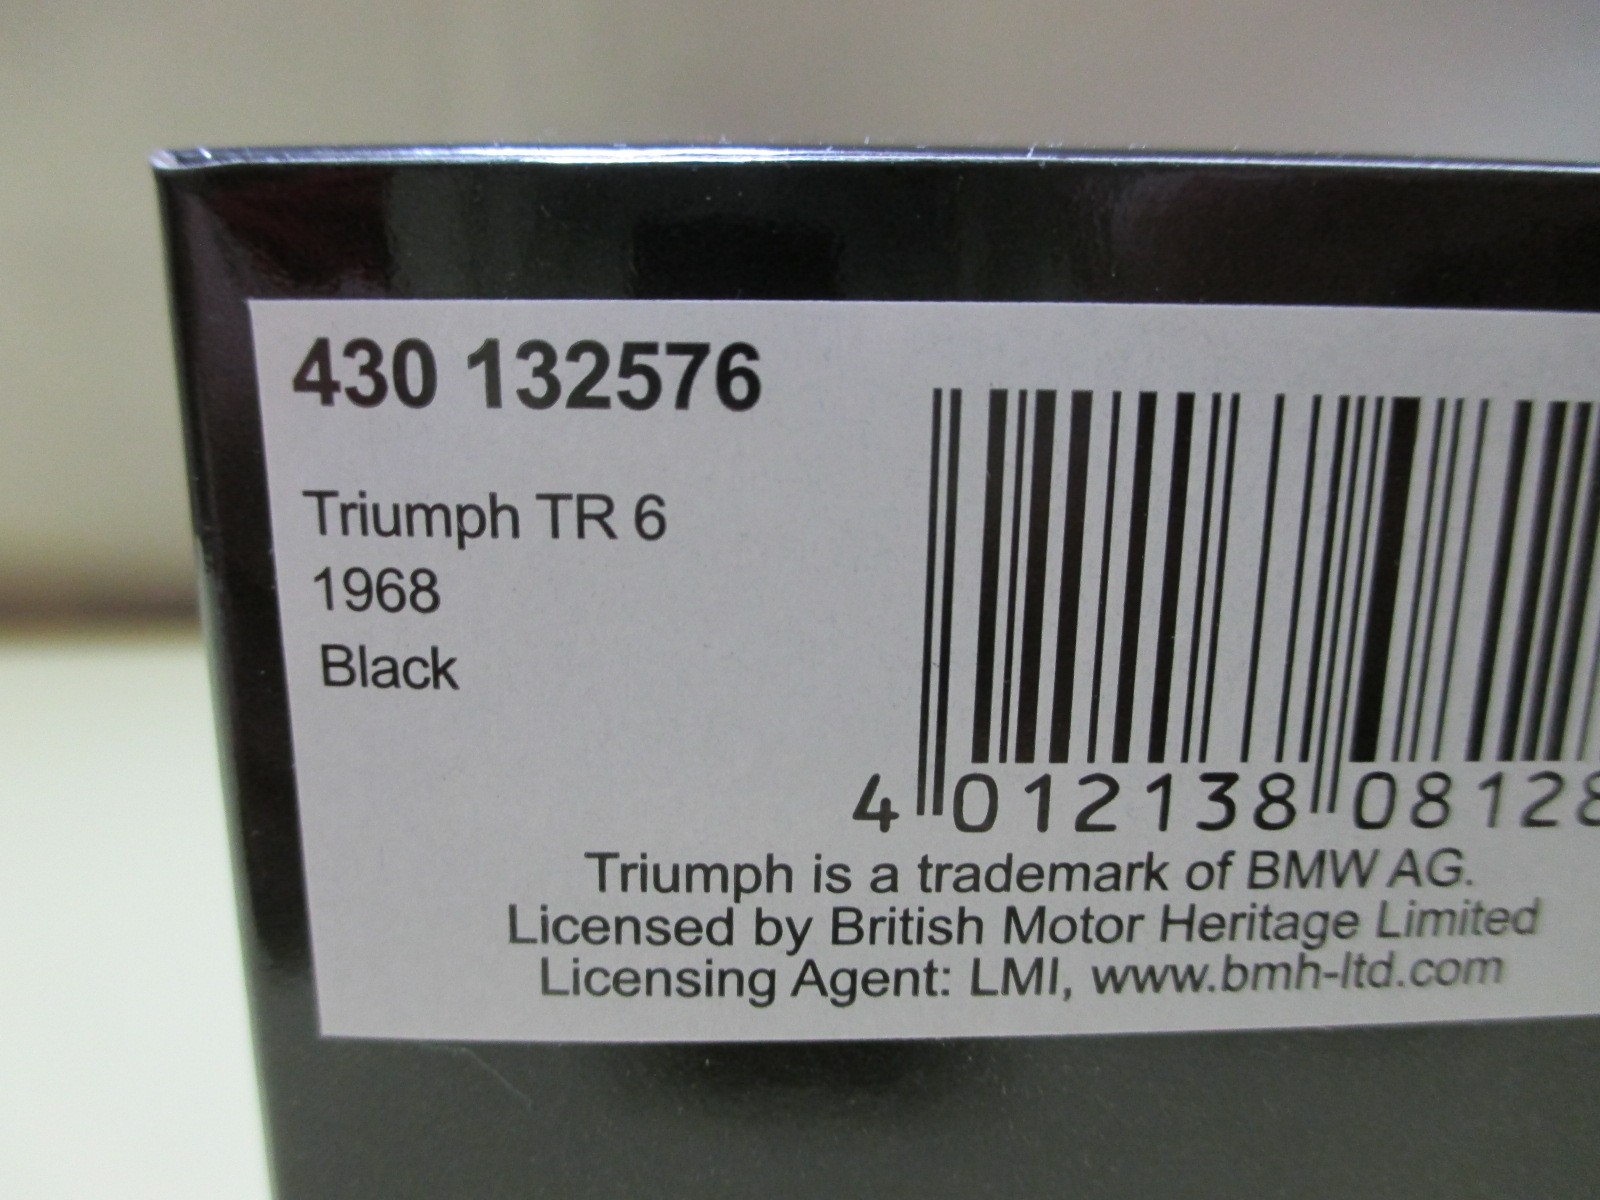 430 132576
Triumph TR 6
1968
Black
4 012138 08128
Triumph is a trademark of BMW AG.
Licensed by British Motor Heritage Limited
Licensing Agent: LMI, www.bmh-ltd.com